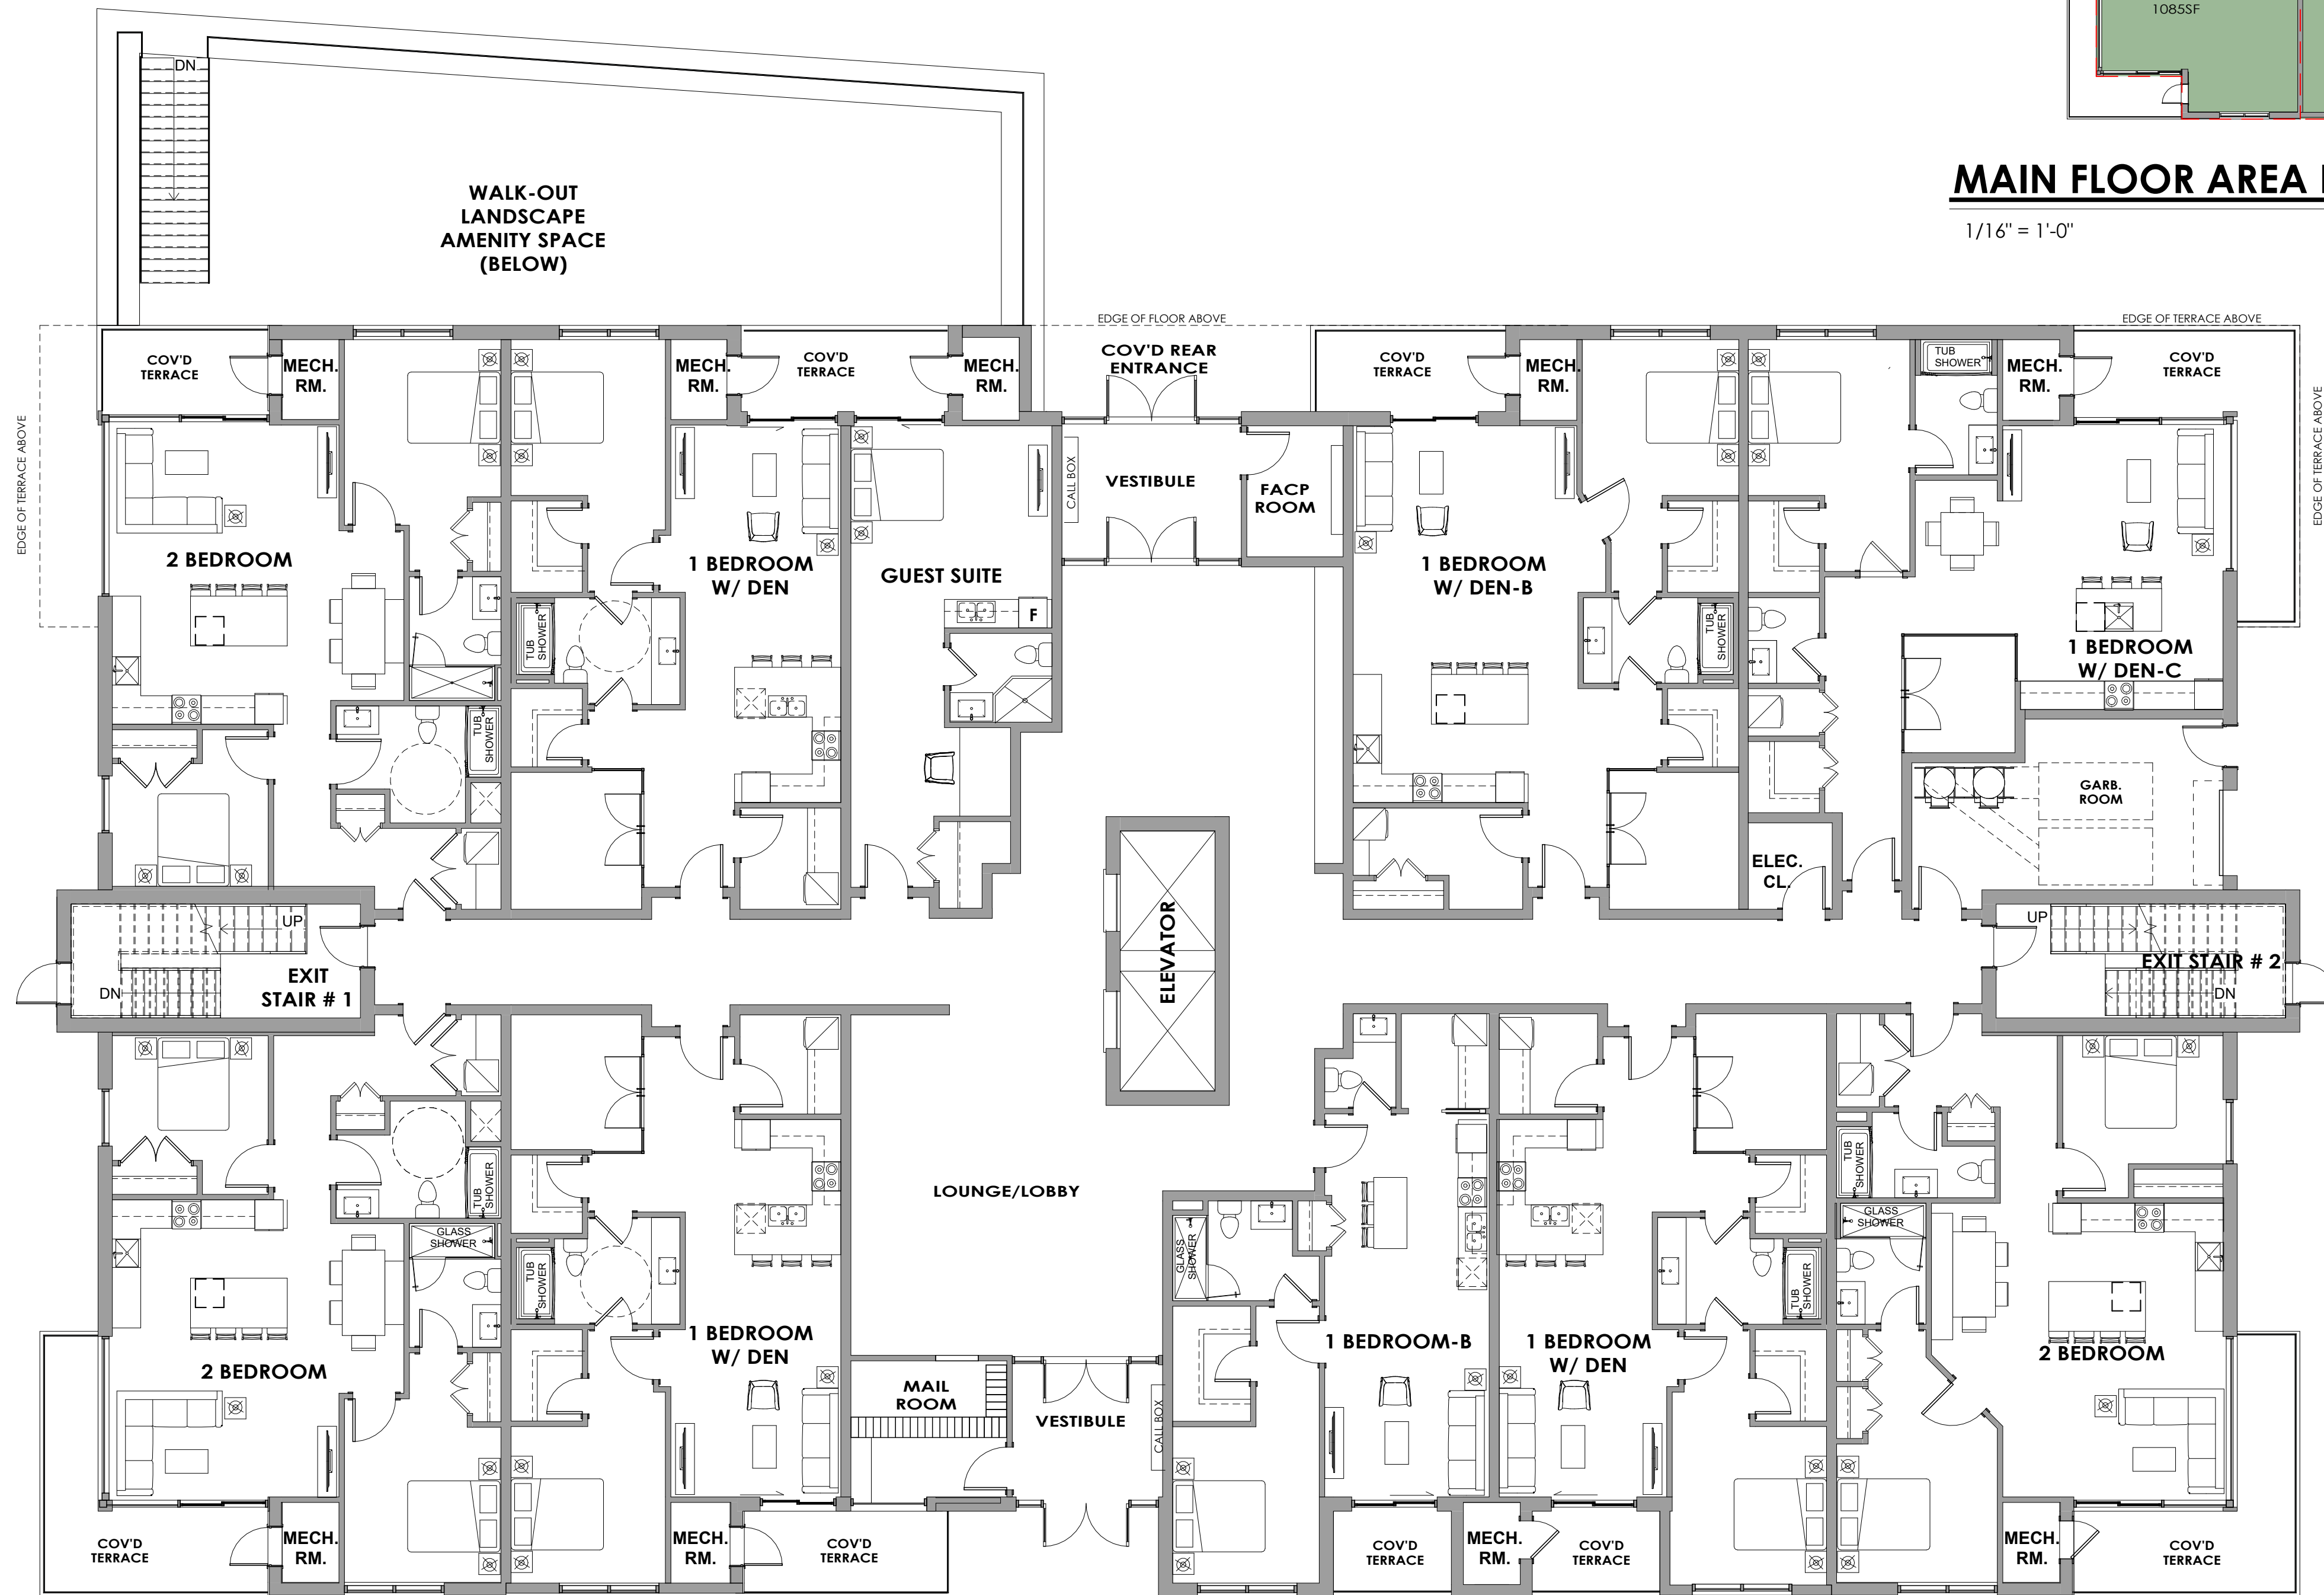 1085SF
MAIN FLOOR AREA
1/16" = 1'-0"
DN
WALK-OUT
LANDSCAPE
AMENITY SPACE
(BELOW)
EDGE OF FLOOR ABOVE
EDGE OF TERRACE ABOVE
COV'D
TERRACE
MECH.
RM.
MECH.
RM.
COV'D
TERRACE
MECH.
RM.
COV'D REAR
ENTRANCE
COV'D
TERRACE
MECH.
RM.
TUB
SHOWER
MECH.
RM.
COV'D
TERRACE
EDGE OF TERRACE ABOVE
EDGE OF TERRACE ABOVE
CALL BOX
VESTIBULE
FACP
ROOM
2 BEDROOM
1 BEDROOM
W/ DEN
GUEST SUITE
1 BEDROOM
W/ DEN-B
F
TUB
SHOWER
TUB
SHOWER
1 BEDROOM
W/ DEN-C
TUB
SHOWER
GARB.
ROOM
ELEC.
CL.
UP
EXIT
STAIR # 1
DN
ELEVATOR
UP
EXIT STAIR # 2
DN
TUB
SHOWER
TUB
SHOWER
LOUNGE/LOBBY
GLASS
SHOWER
GLASS
SHOWER
GLASS
SHOWER
TUB
SHOWER
TUB
SHOWER
1 BEDROOM
W/ DEN
1 BEDROOM-B
1 BEDROOM
W/ DEN
2 BEDROOM
2 BEDROOM
MAIL
ROOM
VESTIBULE
CALL BOX
COV'D
TERRACE
MECH.
RM.
MECH.
RM.
COV'D
TERRACE
COV'D
TERRACE
MECH.
RM.
COV'D
TERRACE
MECH.
RM.
COV'D
TERRACE